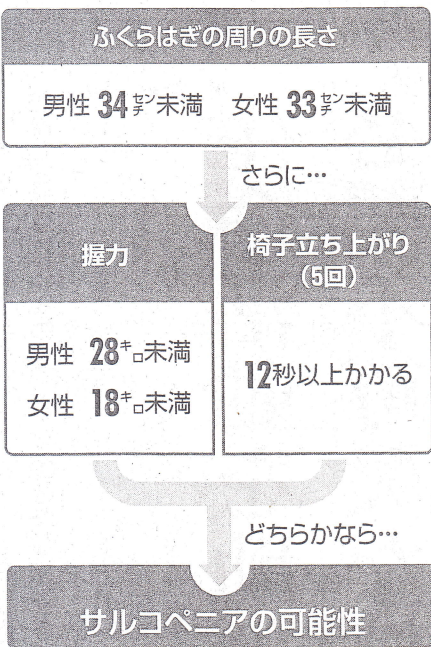 ふくらはぎの周りの長さ
男性 34センチ未満 女性 33センチ未満
さらに…
握力
男性 28キロ未満
女性 18キロ未満
椅子立ち上がり
(5回)
12秒以上かかる
どちらかなら…
サルコペニアの可能性